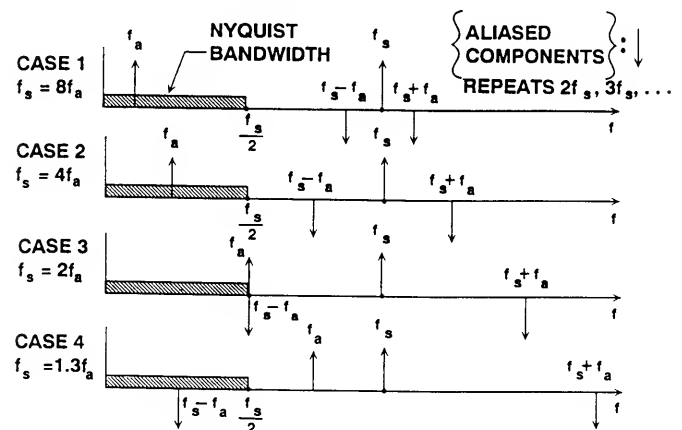 NYQUIST
BANDWIDTH
ALIASED
COMPONENTS :
REPEATS 2fs, 3fs, ...
CASE 1
fs = 8fa
fa
fs
fs/2
fs – fa
fs + fa
f
CASE 2
fs = 4fa
fa
fs
fs/2
fs – fa
fs + fa
f
CASE 3
fs = 2fa
fa
fs
fs – fa
fs + fa
f
CASE 4
fs = 1.3fa
fa
fs
fs – fa
fs/2
fs + fa
f